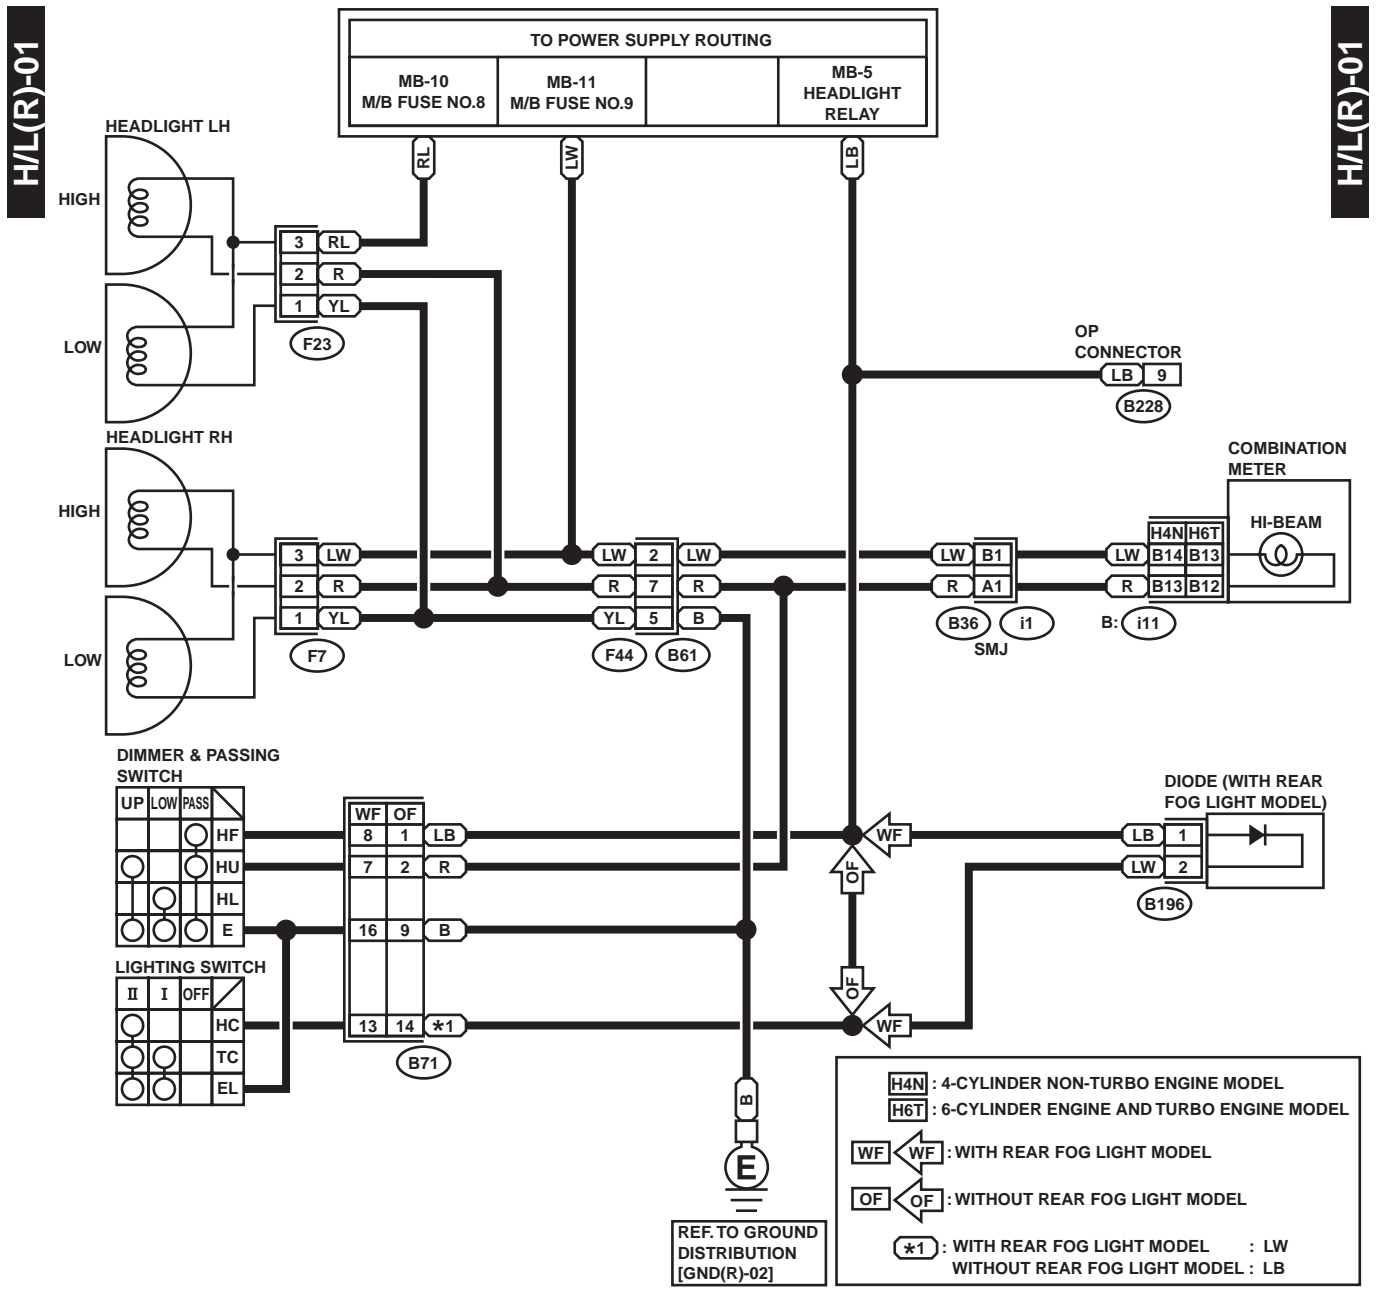 H/L(R)-01
H/L(R)-01
TO POWER SUPPLY ROUTING
MB-10
M/B FUSE NO.8
MB-11
M/B FUSE NO.9
MB-5
HEADLIGHT
RELAY
RL
LW
LB
HEADLIGHT LH
HIGH
LOW
3 RL
2 R
1 YL
F23
OP
CONNECTOR
LB 9
B228
HEADLIGHT RH
HIGH
LOW
3 LW
2 R
1 YL
F7
LW 2 LW
R 7 R
YL 5 B
F44 B61
LW B1
R A1
B36 i1
SMJ
COMBINATION
METER
HI-BEAM
H4N H6T
LW B14 B13
R B13 B12
B: i11
DIMMER & PASSING
SWITCH
UP LOW PASS
HF
HU
HL
E
WF OF
8 1 LB
7 2 R
16 9 B
13 14 *1
B71
LIGHTING SWITCH
II I OFF
HC
TC
EL
WF
OF
OF
WF
DIODE (WITH REAR
FOG LIGHT MODEL)
LB 1
LW 2
B196
B
E
REF. TO GROUND
DISTRIBUTION
[GND(R)-02]
H4N : 4-CYLINDER NON-TURBO ENGINE MODEL
H6T : 6-CYLINDER ENGINE AND TURBO ENGINE MODEL
WF WF : WITH REAR FOG LIGHT MODEL
OF OF : WITHOUT REAR FOG LIGHT MODEL
*1 : WITH REAR FOG LIGHT MODEL : LW
WITHOUT REAR FOG LIGHT MODEL : LB